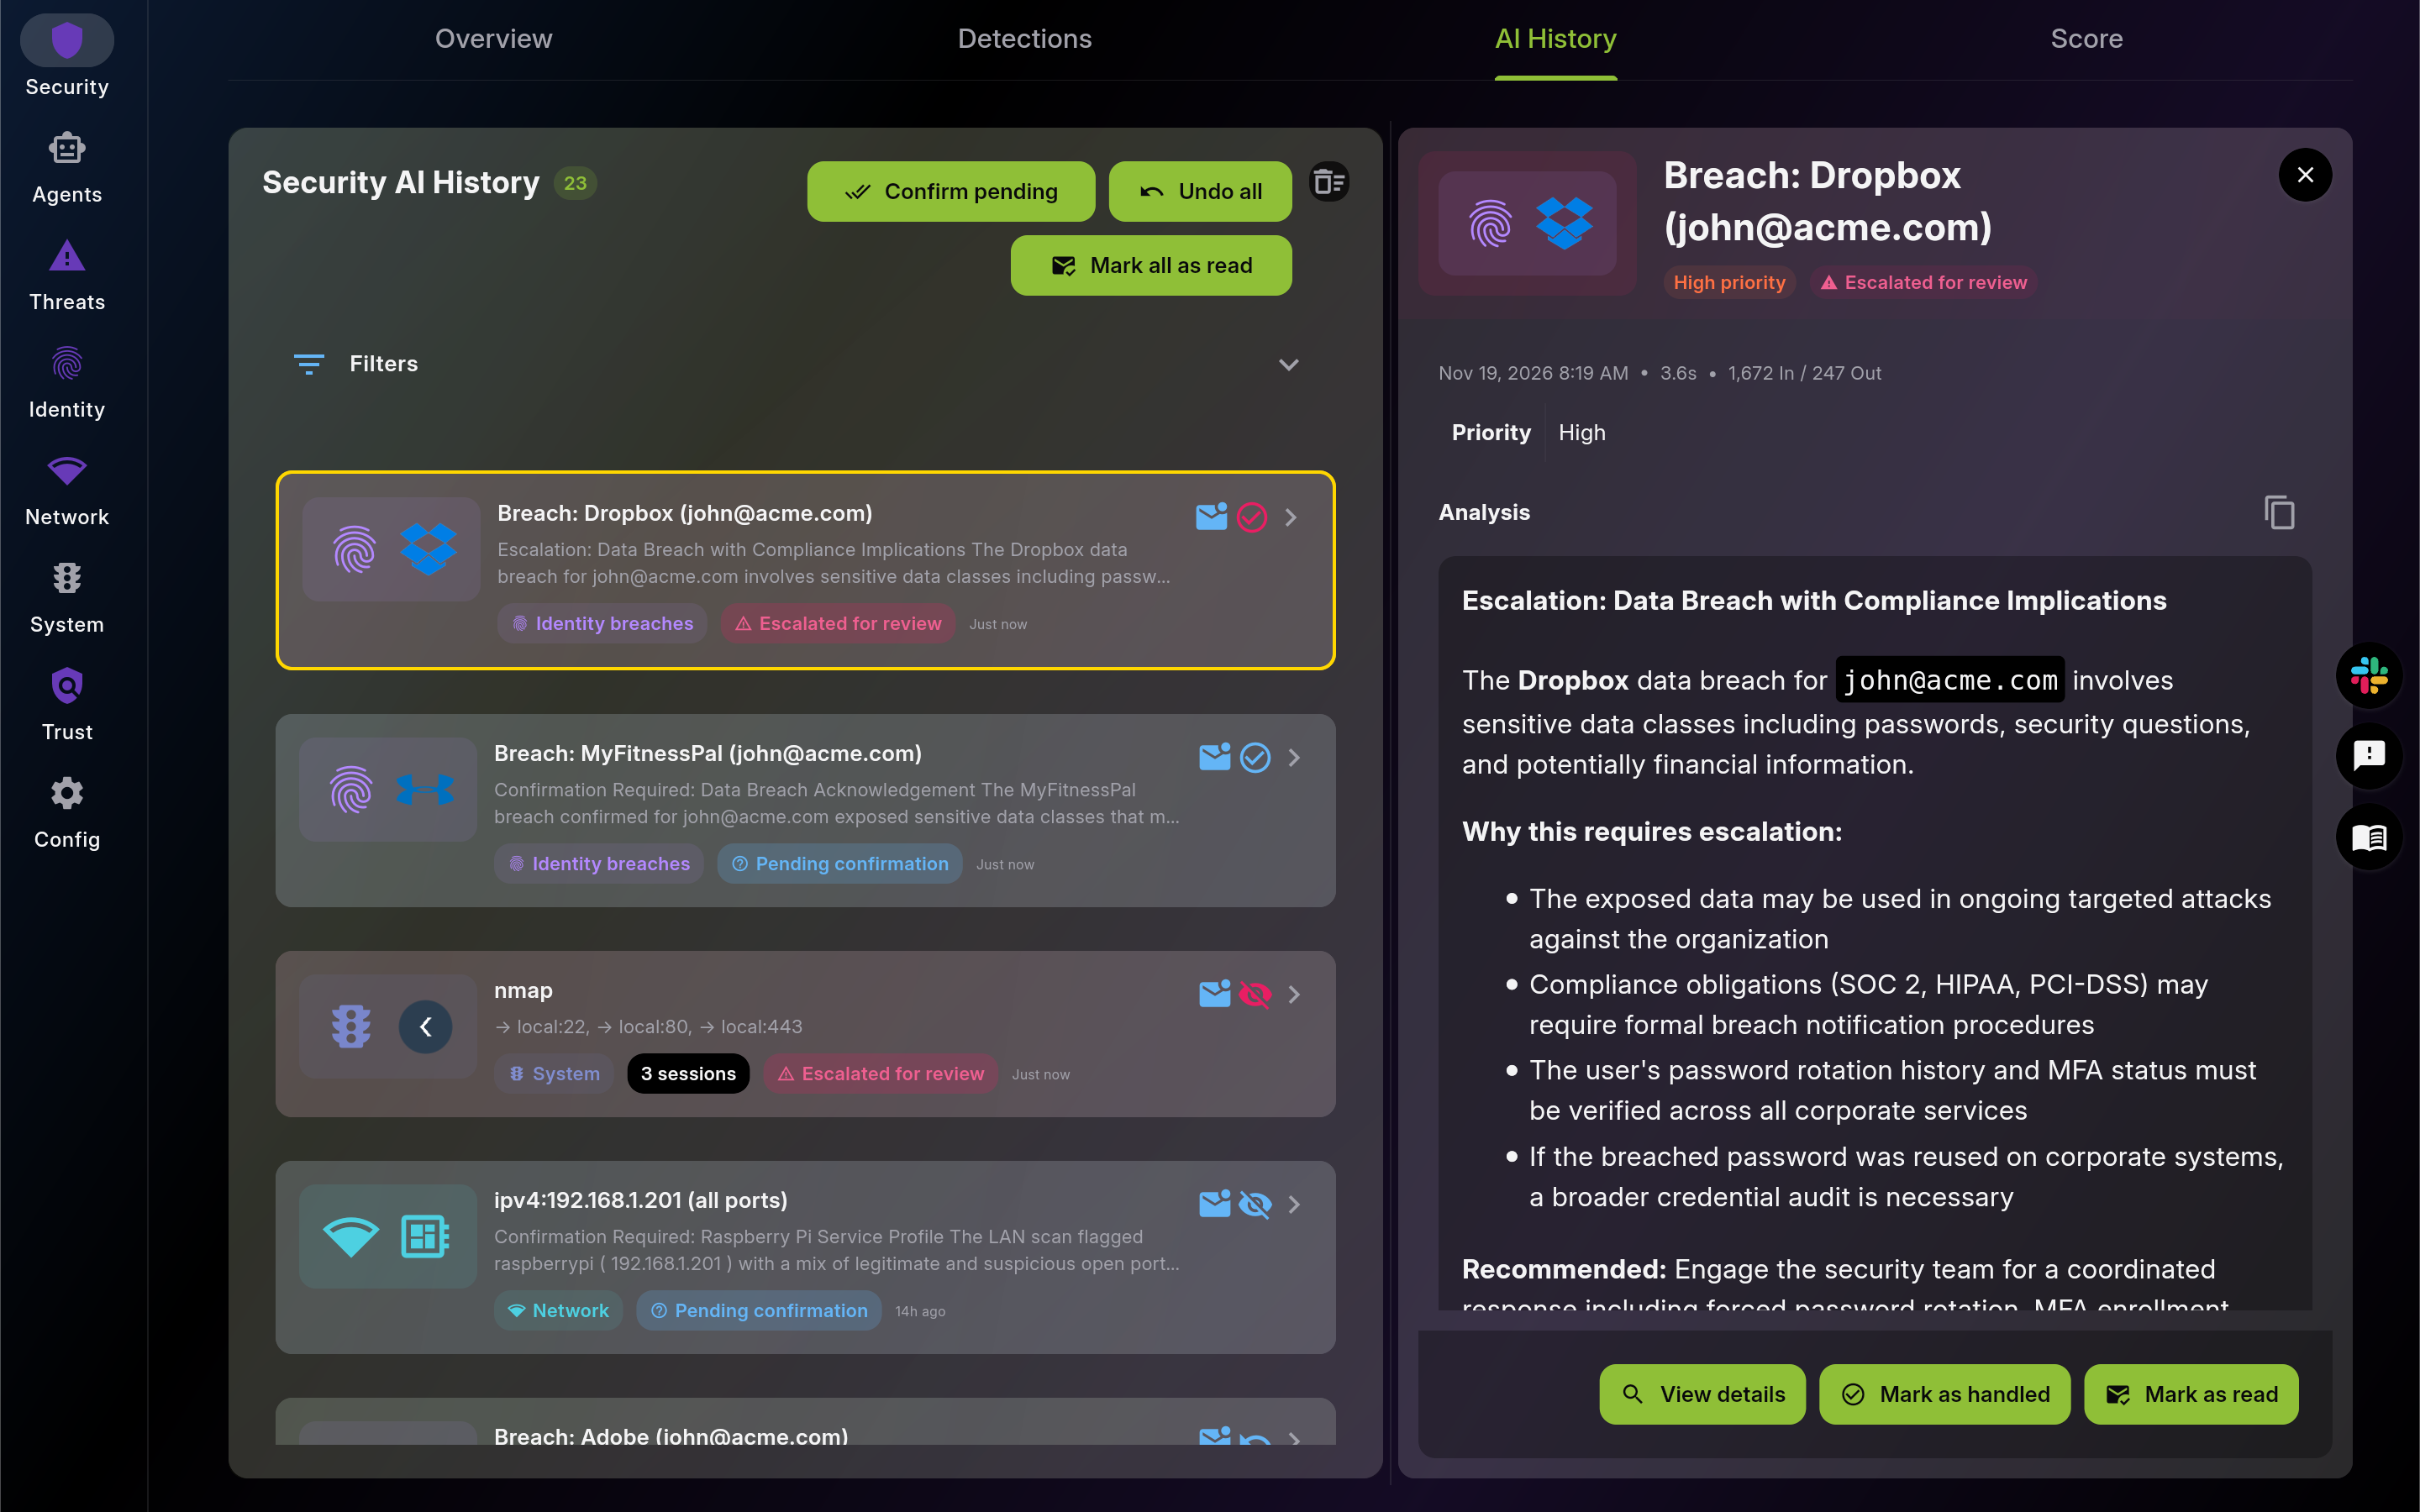 Security
Agents
Threats
Identity
Network
System
Trust
Config
Overview
Detections
AI History
Score
Security AI History 23
Confirm pending
Undo all
Mark all as read
Filters
Breach: Dropbox (john@acme.com)
Escalation: Data Breach with Compliance Implications The Dropbox data
breach for john@acme.com involves sensitive data classes including passw...
Identity breaches
Escalated for review
Just now
Breach: MyFitnessPal (john@acme.com)
Confirmation Required: Data Breach Acknowledgement The MyFitnessPal
breach confirmed for john@acme.com exposed sensitive data classes that m...
Identity breaches
Pending confirmation
Just now
nmap
→ local:22, → local:80, → local:443
System
3 sessions
Escalated for review
Just now
ipv4:192.168.1.201 (all ports)
Confirmation Required: Raspberry Pi Service Profile The LAN scan flagged
raspberrypi ( 192.168.1.201 ) with a mix of legitimate and suspicious open port...
Network
Pending confirmation
14h ago
Breach: Adobe (john@acme.com)
Breach: Dropbox
(john@acme.com)
High priority
Escalated for review
Nov 19, 2026 8:19 AM • 3.6s • 1,672 In / 247 Out
Priority High
Analysis
Escalation: Data Breach with Compliance Implications
The Dropbox data breach for john@acme.com involves
sensitive data classes including passwords, security questions,
and potentially financial information.
Why this requires escalation:
• The exposed data may be used in ongoing targeted attacks
against the organization
• Compliance obligations (SOC 2, HIPAA, PCI-DSS) may
require formal breach notification procedures
• The user's password rotation history and MFA status must
be verified across all corporate services
• If the breached password was reused on corporate systems,
a broader credential audit is necessary
Recommended: Engage the security team for a coordinated
response including forced password rotation, MFA enrollment
View details
Mark as handled
Mark as read